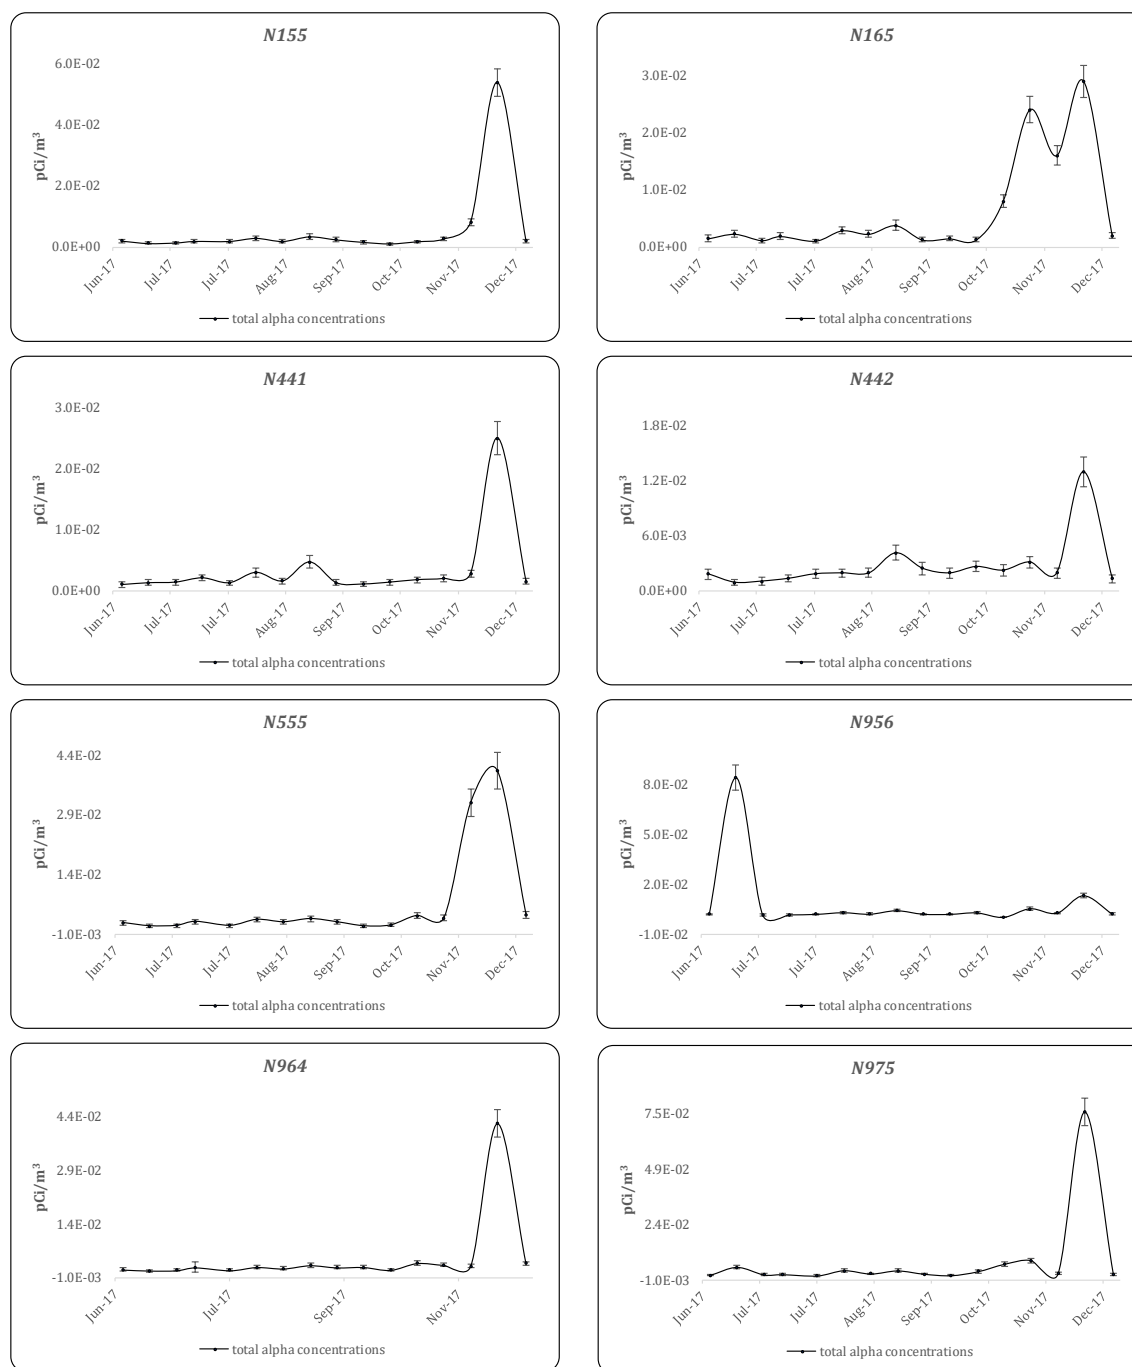 N155
6.0E-02
4.0E-02
2.0E-02
0.0E+00
pCi/m³
Jun-17 Jul-17 Jul-17 Aug-17 Sep-17 Oct-17 Nov-17 Dec-17
total alpha concentrations
N165
3.0E-02
2.0E-02
1.0E-02
0.0E+00
pCi/m³
Jun-17 Jul-17 Jul-17 Aug-17 Sep-17 Oct-17 Nov-17 Dec-17
total alpha concentrations
N441
3.0E-02
2.0E-02
1.0E-02
0.0E+00
pCi/m³
Jun-17 Jul-17 Jul-17 Aug-17 Sep-17 Oct-17 Nov-17 Dec-17
total alpha concentrations
N442
1.8E-02
1.2E-02
6.0E-03
0.0E+00
pCi/m³
Jun-17 Jul-17 Jul-17 Aug-17 Sep-17 Oct-17 Nov-17 Dec-17
total alpha concentrations
N555
4.4E-02
2.9E-02
1.4E-02
-1.0E-03
pCi/m³
Jun-17 Jul-17 Jul-17 Aug-17 Sep-17 Oct-17 Nov-17 Dec-17
total alpha concentrations
N956
8.0E-02
5.0E-02
2.0E-02
-1.0E-02
pCi/m³
Jun-17 Jul-17 Jul-17 Aug-17 Sep-17 Oct-17 Nov-17 Dec-17
total alpha concentrations
N964
4.4E-02
2.9E-02
1.4E-02
-1.0E-03
pCi/m³
Jun-17 Jul-17 Sep-17 Nov-17
total alpha concentrations
N975
7.5E-02
4.9E-02
2.4E-02
-1.0E-03
pCi/m³
Jun-17 Jul-17 Jul-17 Aug-17 Sep-17 Oct-17 Nov-17 Dec-17
total alpha concentrations